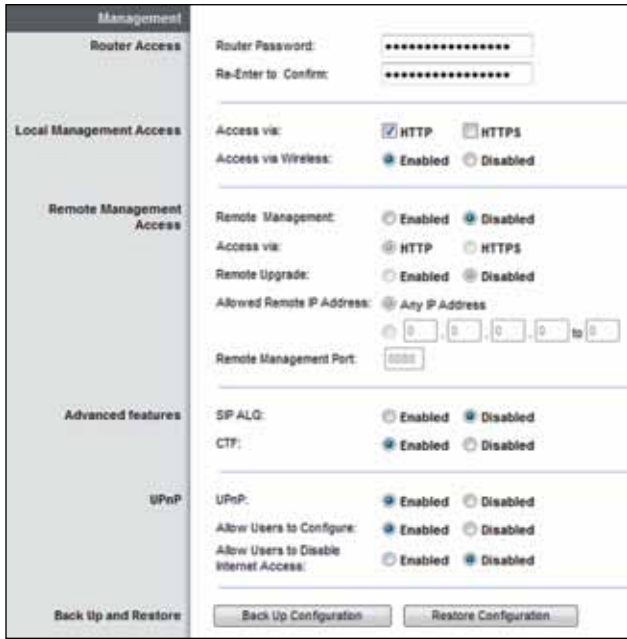 Management
Router Access
Router Password:
••••••••••••••••
Re-Enter to Confirm:
••••••••••••••••
Local Management Access
Access via: HTTP HTTPS
Access via Wireless: Enabled Disabled
Remote Management Access
Remote Management: Enabled Disabled
Access via: HTTP HTTPS
Remote Upgrade: Enabled Disabled
Allowed Remote IP Address: Any IP Address
0 . 0 . 0 . 0 to 0
Remote Management Port:
Advanced features
SIP ALG: Enabled Disabled
CTF: Enabled Disabled
UPnP
UPnP: Enabled Disabled
Allow Users to Configure: Enabled Disabled
Allow Users to Disable
Internet Access: Enabled Disabled
Back Up and Restore
Back Up Configuration Restore Configuration